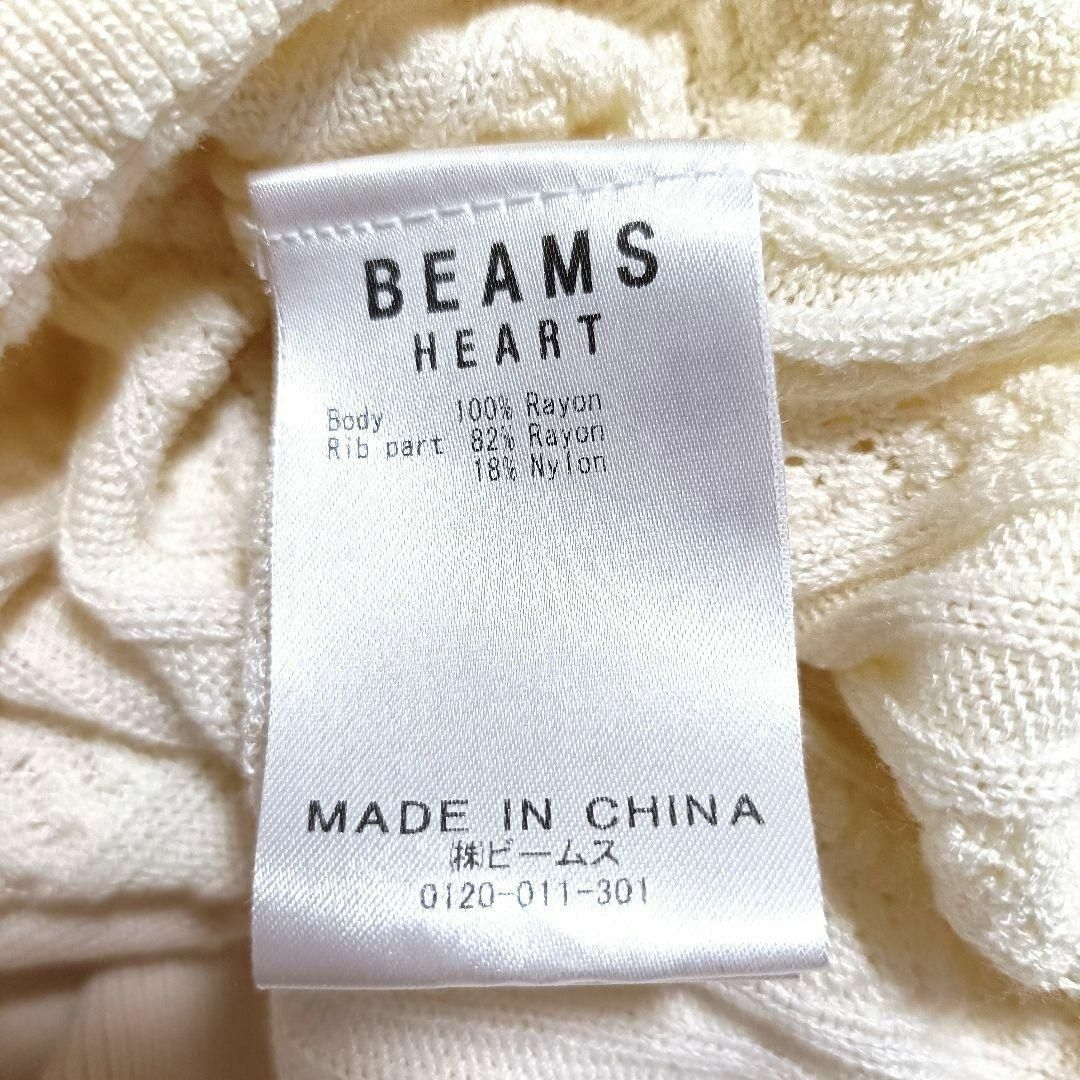 BEAMS
HEART
Body 100% Rayon
Rib part 82% Rayon
18% Nylon
MADE IN CHINA
㈱ビームス
0120-011-301